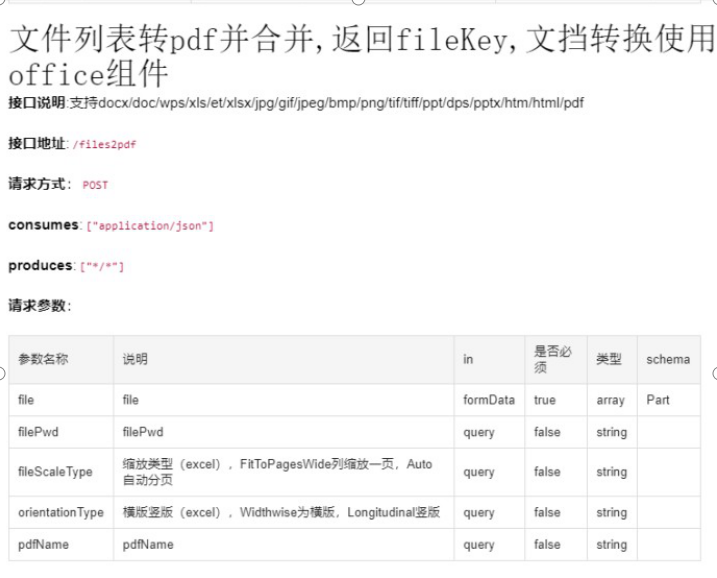 文件列表转pdf并合并,返回fileKey,文挡转换使用
office组件
接口说明:支持docx/doc/wps/xls/et/xlsx/jpg/gif/jpeg/bmp/png/tif/tiff/ppt/dps/pptx/htm/html/pdf
接口地址: /files2pdf
请求方式： POST
consumes: ["application/json"]
produces: ["*/*"]
请求参数：
参数名称 说明 in 是否必须 类型 schema
file file formData true array Part
filePwd filePwd query false string
fileScaleType 缩放类型（excel），FitToPagesWide列缩放一页，Auto自动分页 query false string
orientationType 横版竖版（excel），Widthwise为横版，Longitudinal竖版 query false string
pdfName pdfName query false string